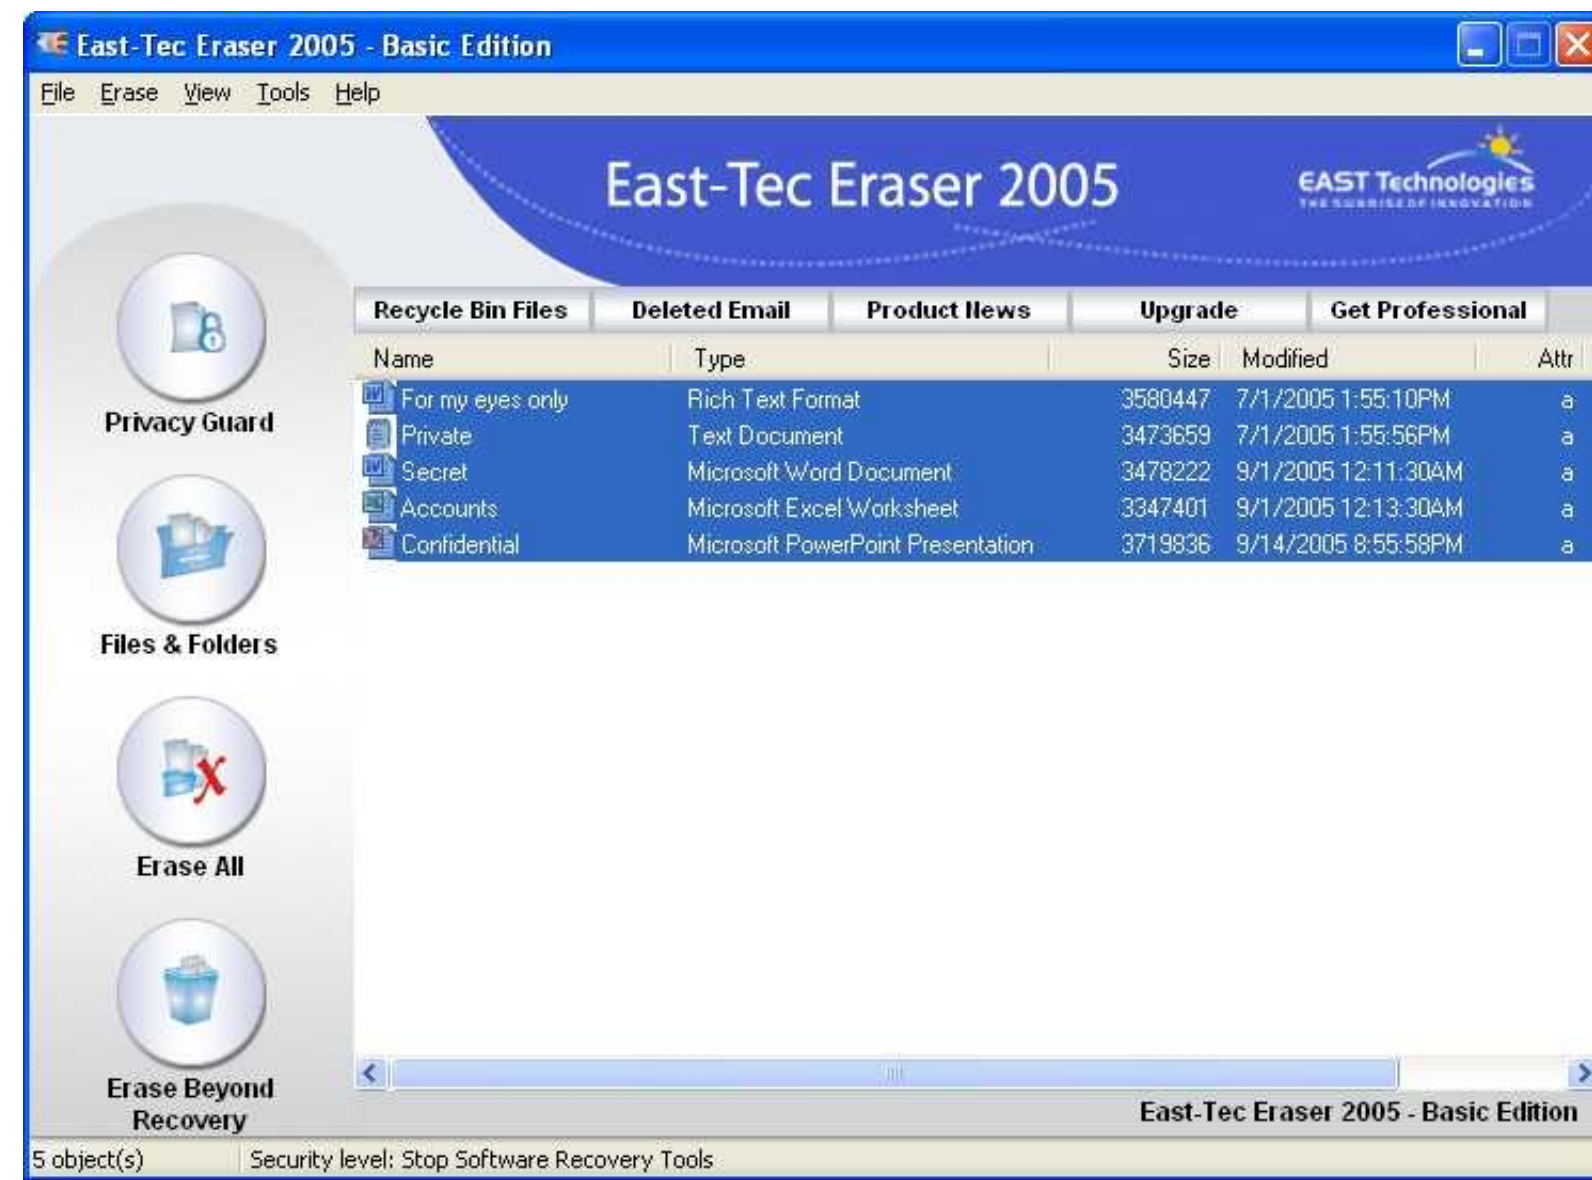 East-Tec Eraser 2005 - Basic Edition
File Erase View Tools Help
East-Tec Eraser 2005
EAST Technologies
THE SUNRISE OF INNOVATION
Privacy Guard
Files & Folders
Erase All
Erase Beyond
Recovery
Recycle Bin Files Deleted Email Product News Upgrade Get Professional
Name Type Size Modified Attr
For my eyes only Rich Text Format 3580447 7/1/2005 1:55:10PM a
Private Text Document 3473659 7/1/2005 1:55:56PM a
Secret Microsoft Word Document 3478222 9/1/2005 12:11:30AM a
Accounts Microsoft Excel Worksheet 3347401 9/1/2005 12:13:30AM a
Confidential Microsoft PowerPoint Presentation 3719836 9/14/2005 8:55:58PM a
East-Tec Eraser 2005 - Basic Edition
5 object(s) Security level: Stop Software Recovery Tools